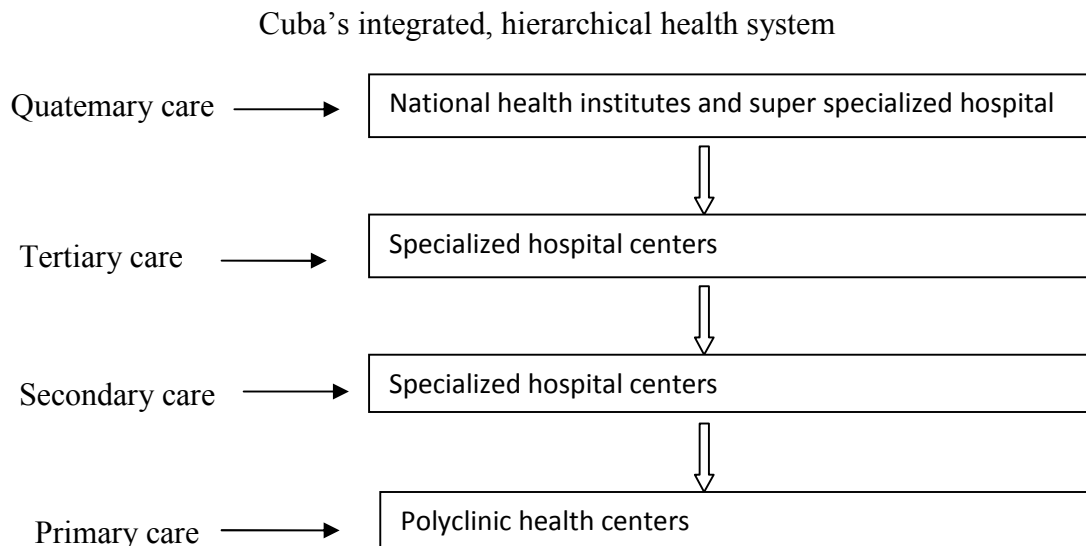 Cuba’s integrated, hierarchical health system
Quatemary care
National health institutes and super specialized hospital
Tertiary care
Specialized hospital centers
Secondary care
Specialized hospital centers
Primary care
Polyclinic health centers